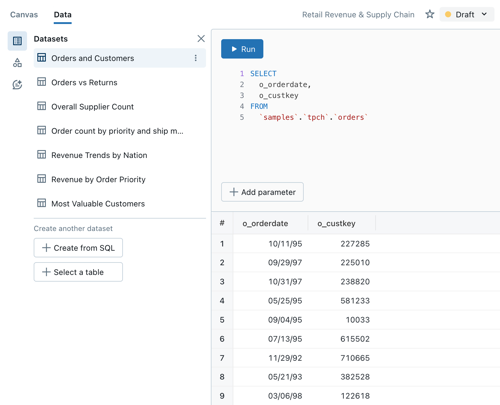 Canvas Data Retail Revenue & Supply Chain Draft
Datasets
Orders and Customers
Orders vs Returns
Overall Supplier Count
Order count by priority and ship m...
Revenue Trends by Nation
Revenue by Order Priority
Most Valuable Customers
Create another dataset
Create from SQL
Select a table
Run
1 SELECT
2 o_orderdate,
3 o_custkey
4 FROM
5 `samples`.`tpch`.`orders`
Add parameter
# o_orderdate o_custkey
1 10/11/95 227285
2 09/29/97 225010
3 10/31/97 238820
4 05/25/95 581233
5 09/04/95 10033
6 07/13/95 615502
7 11/29/92 710665
8 05/21/93 382528
9 03/06/98 122618